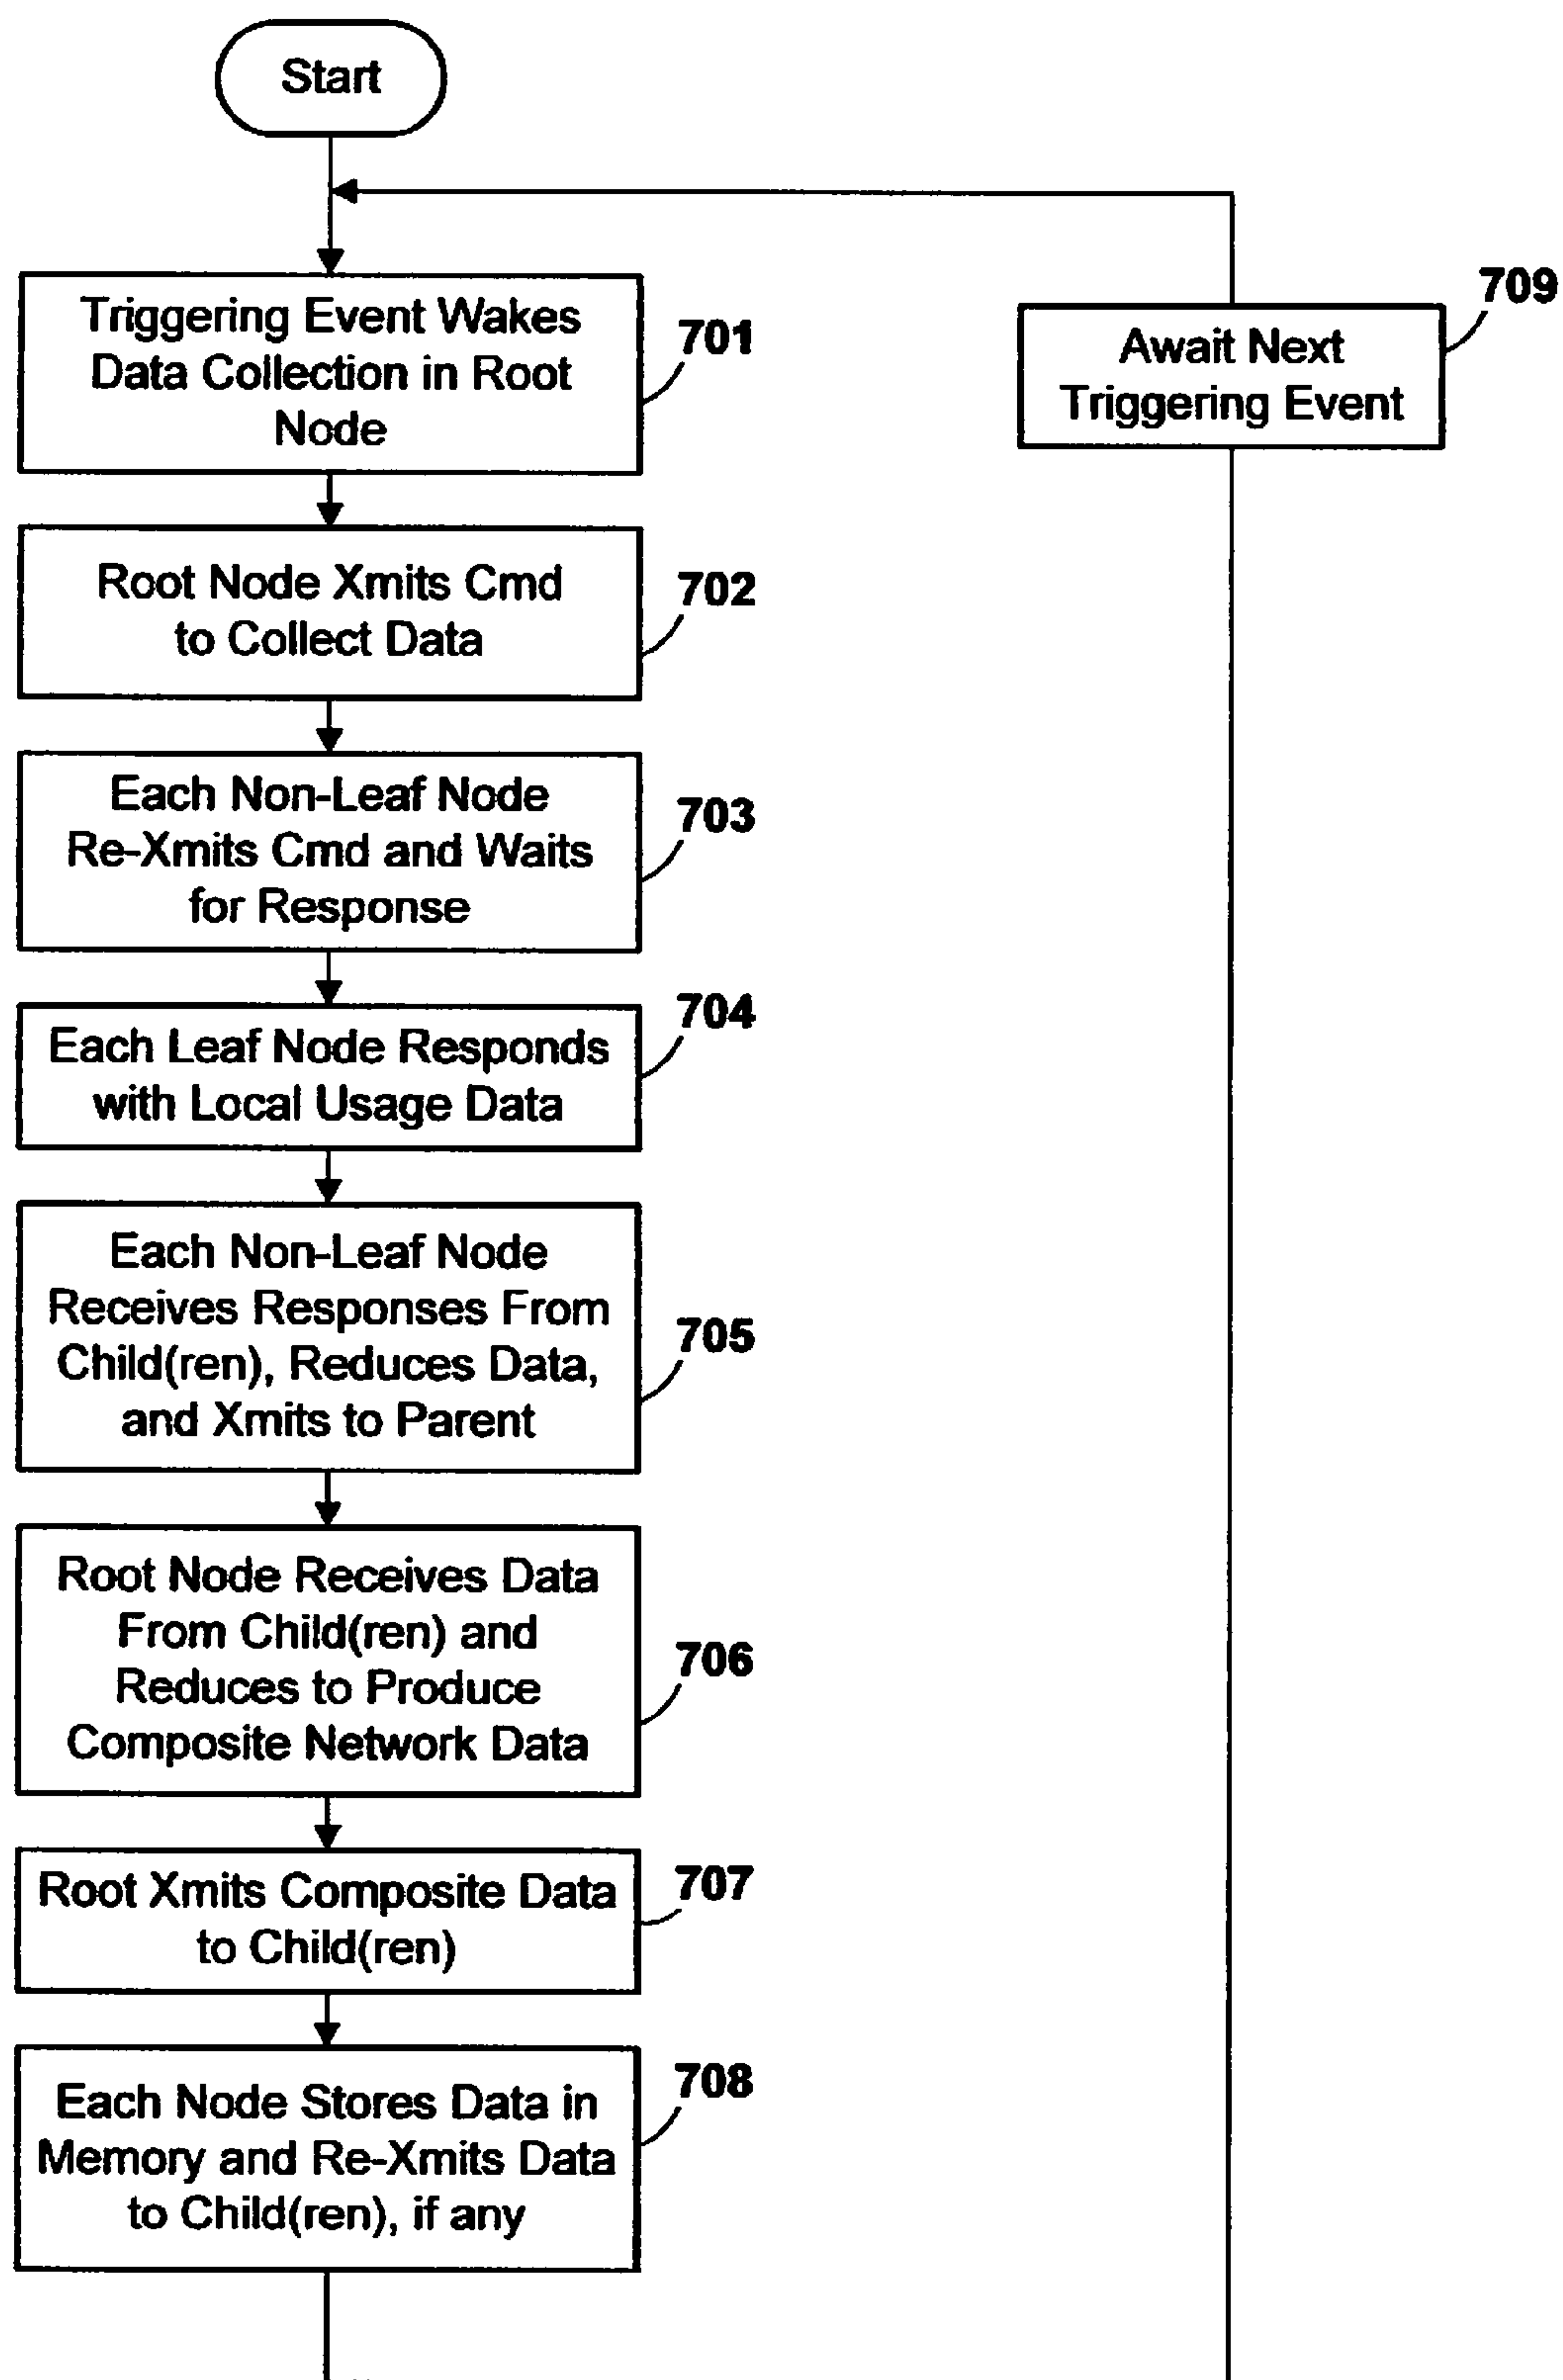 Start
Triggering Event Wakes
Data Collection in Root
Node
701
Root Node Xmits Cmd
to Collect Data
702
Each Non-Leaf Node
Re-Xmits Cmd and Waits
for Response
703
Each Leaf Node Responds
with Local Usage Data
704
Each Non-Leaf Node
Receives Responses From
Child(ren), Reduces Data,
and Xmits to Parent
705
Root Node Receives Data
From Child(ren) and
Reduces to Produce
Composite Network Data
706
Root Xmits Composite Data
to Child(ren)
707
Each Node Stores Data in
Memory and Re-Xmits Data
to Child(ren), if any
708
Await Next
Triggering Event
709